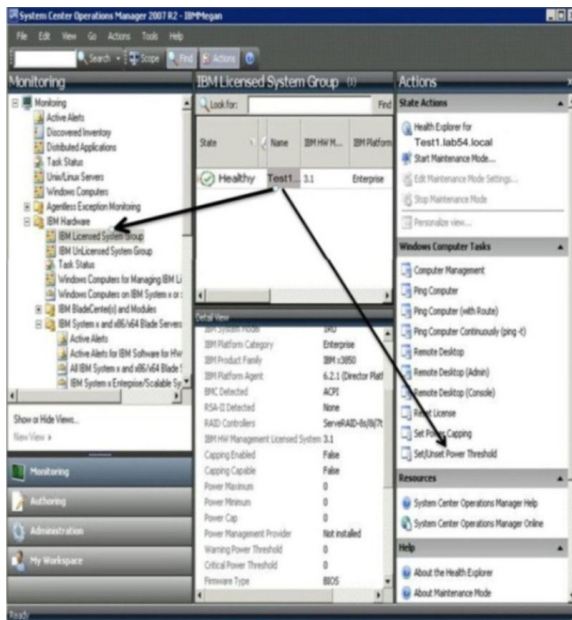 System Center Operations Manager 2007 R2 - IBMMegan
File Edit View Go Actions Tools Help
Search Scope Find Actions
Monitoring
Monitoring
Active Alerts
Discovered Inventory
Distributed Applications
Task Status
Unix/Linux Servers
Windows Computers
Agentless Exception Monitoring
IBM Hardware
IBM Licensed System Group
IBM UnLicensed System Group
Task Status
Windows Computers for Managing IBM
Windows Computers on IBM System x or
IBM BladeCenter(s) and Modules
IBM System x and x86/x64 Blade Servers
Active Alerts
Active Alerts for IBM Software for HW
All IBM System x and x86/x64 Blade
IBM System x Enterprise/Scalable Sy
Show or Hide Views...
New View
Monitoring
Authoring
Administration
My Workspace
Ready
IBM Licensed System Group (1)
Look for: Find
State Name IBM HW M... IBM Platform
Healthy Test1... 3.1 Enterprise
Detail View
IBM System Model
IBM Platform Category Enterprise
IBM Product Family IBM x3850
IBM Platform Agent 6.2.1 (Director Platf
BMC Detected ACPI
RSA-II Detected None
RAID Controllers
IBM HW Management Licensed System 3.1
Capping Enabled False
Capping Capable False
Power Maximum 0
Power Minimum 0
Power Cap 0
Power Management Provider Not installed
Warning Power Threshold 0
Critical Power Threshold 0
Firmware Type BIOS
Actions
State Actions
Health Explorer for
Test1.lab54.local
Start Maintenance Mode...
Edit Maintenance Mode Settings...
Stop Maintenance Mode
Personalize view...
Windows Computer Tasks
Computer Management
Ping Computer
Ping Computer (with Route)
Ping Computer Continuously (ping -t)
Remote Desktop
Remote Desktop (Admin)
Remote Desktop (Console)
Reset License
Set Power Capping
Set/Unset Power Threshold
Resources
System Center Operations Manager Help
System Center Operations Manager Online
Help
About the Health Explorer
About Maintenance Mode